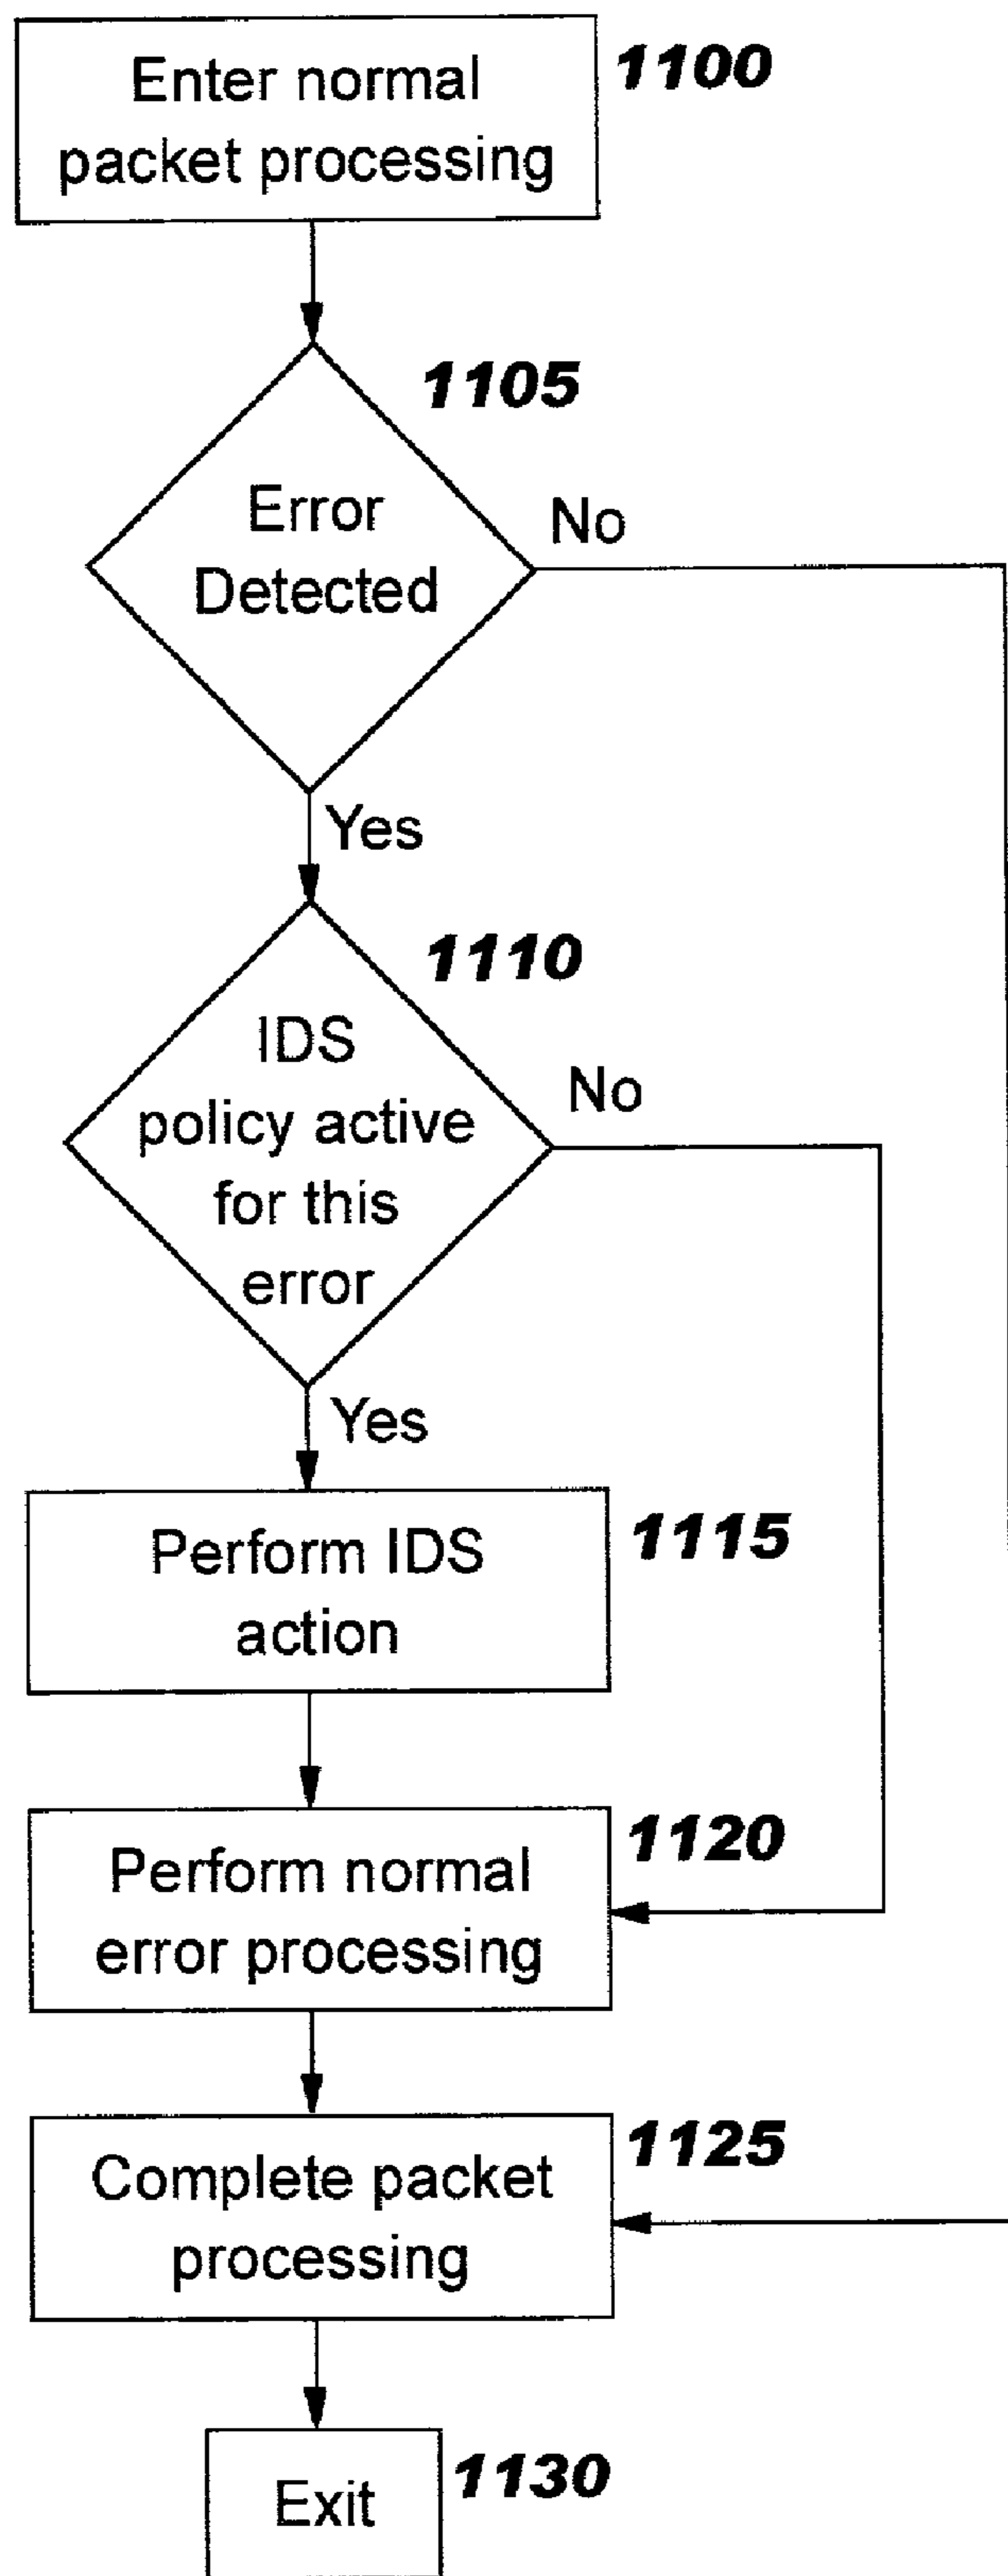 Enter normal
packet processing
1100
1105
Error
Detected
No
Yes
1110
IDS
policy active
for this
error
No
Yes
Perform IDS
action
1115
Perform normal
error processing
1120
Complete packet
processing
1125
Exit
1130